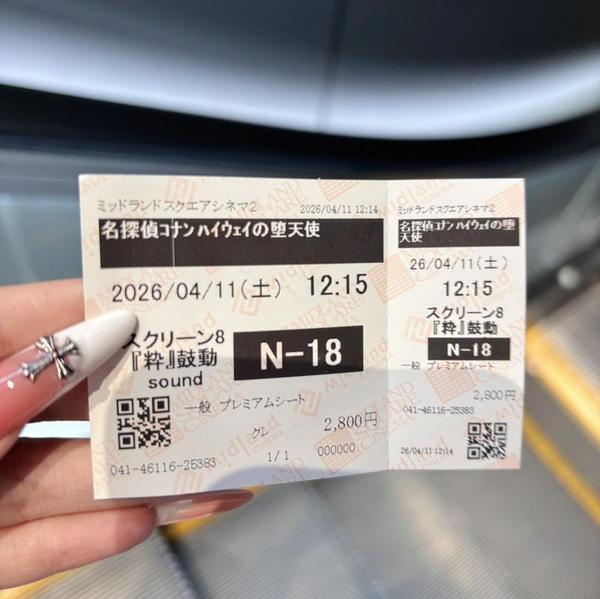 ミッドランドスクエアシネマ2 2026/04/11 12:14
名探偵コナン ハイウェイの堕天使
2026/04/11(土) 12:15
スクリーン8
『粋』鼓動
sound
N-18
一般 プレミアムシート
2,800円
クレ
1/1 000000
041-46116-25383
ミッドランドスクエアシネマ2
名探偵コナン ハイウェイの堕
天使
26/04/11(土)
12:15
スクリーン8
『粋』鼓動
N-18
一般 プレミアムシート
2,800円
041-46116-25383
26/04/11 12:14